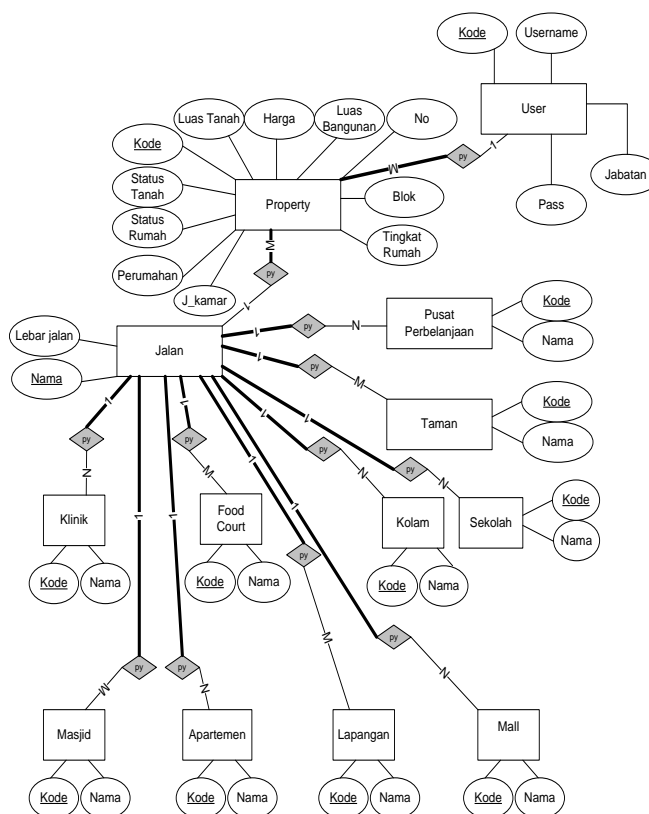 Kode
Username
User
Jabatan
Pass
1
py
M
Luas Tanah
Harga
Luas
Bangunan
No
Kode
Status
Tanah
Status
Rumah
Perumahan
J_kamar
Property
Blok
Tingkat
Rumah
M
py
1
Lebar jalan
Nama
Jalan
1
py
N
Pusat
Perbelanjaan
Kode
Nama
1
py
M
Taman
Kode
Nama
1
py
N
Sekolah
Kode
Nama
1
py
N
Kolam
Kode
Nama
1
py
N
Klinik
Kode
Nama
1
py
M
Food
Court
Kode
Nama
1
py
M
Masjid
Kode
Nama
1
py
N
Apartemen
Kode
Nama
1
py
M
Lapangan
Kode
Nama
1
py
N
Mall
Kode
Nama